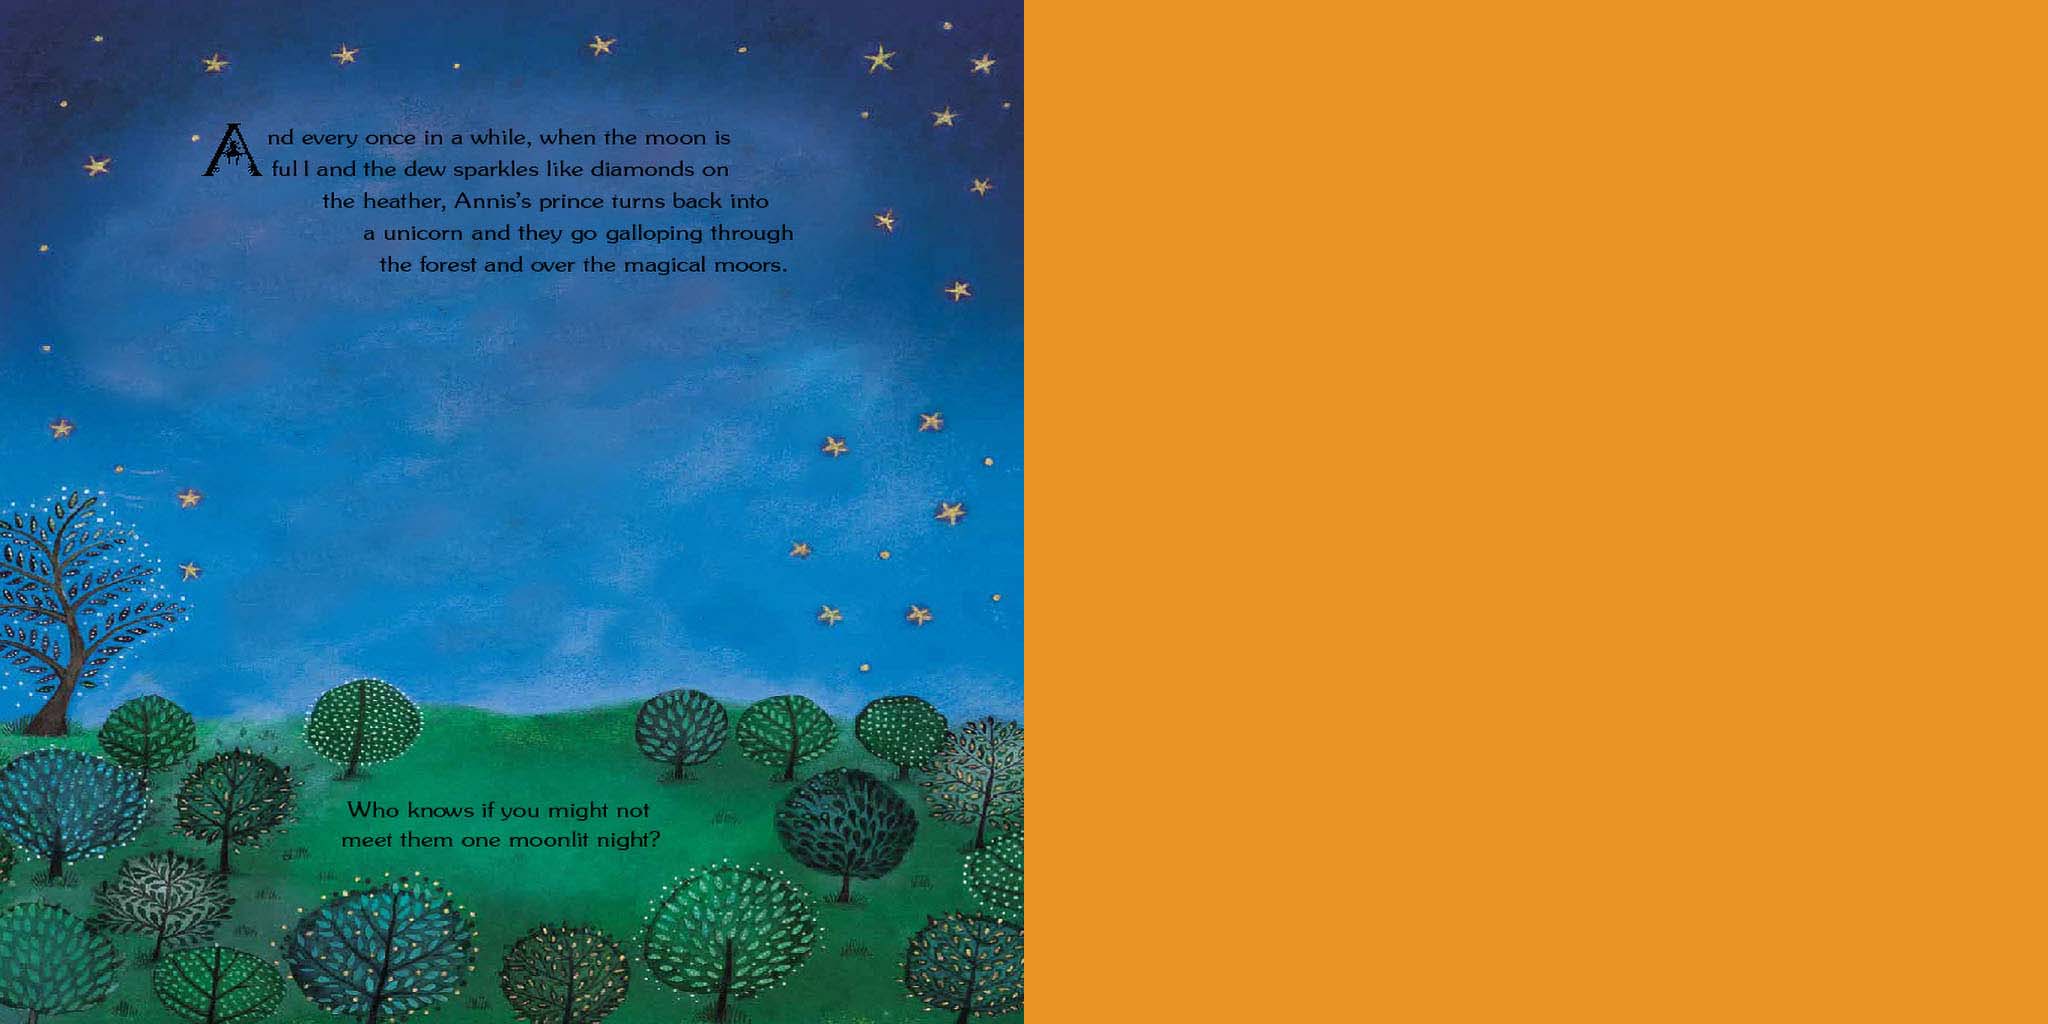 And every once in a while, when the moon is
full and the dew sparkles like diamonds on
the heather, Annis’s prince turns back into
a unicorn and they go galloping through
the forest and over the magical moors.
Who knows if you might not
meet them one moonlit night?